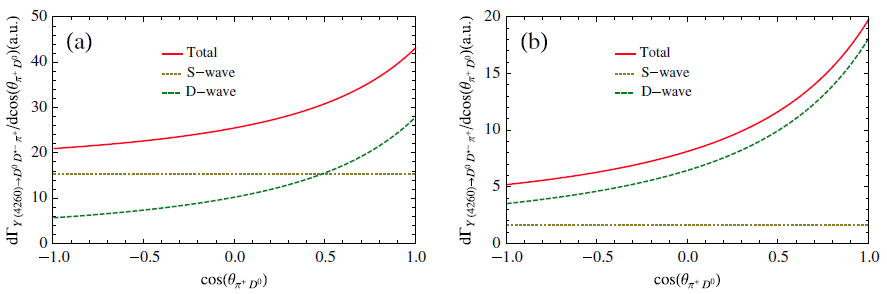 (a)
Total
S−wave
D−wave
50
40
30
20
10
0
−1.0 −0.5 0.0 0.5 1.0
cos(θπ⁺ D⁰)
dΓY (4260)→D⁰ D*⁻ π⁺/dcos(θπ⁺ D⁰)(a.u.)
(b)
Total
S−wave
D−wave
20
15
10
5
0
−1.0 −0.5 0.0 0.5 1.0
cos(θπ⁺ D⁰)
dΓY (4260)→D⁰ D*⁻ π⁺/dcos(θπ⁺ D⁰)(a.u.)